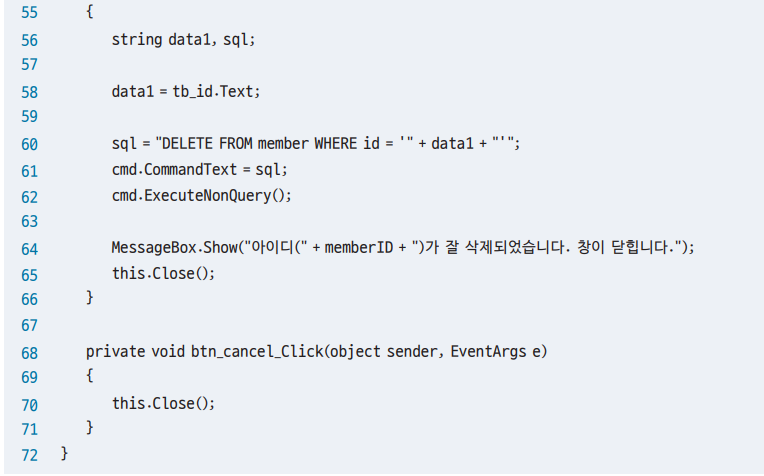 55 {
56 string data1, sql;
57
58 data1 = tb_id.Text;
59
60 sql = "DELETE FROM member WHERE id = '" + data1 + "'";
61 cmd.CommandText = sql;
62 cmd.ExecuteNonQuery();
63
64 MessageBox.Show("아이디(" + memberID + ")가 잘 삭제되었습니다. 창이 닫힙니다.");
65 this.Close();
66 }
67
68 private void btn_cancel_Click(object sender, EventArgs e)
69 {
70 this.Close();
71 }
72 }